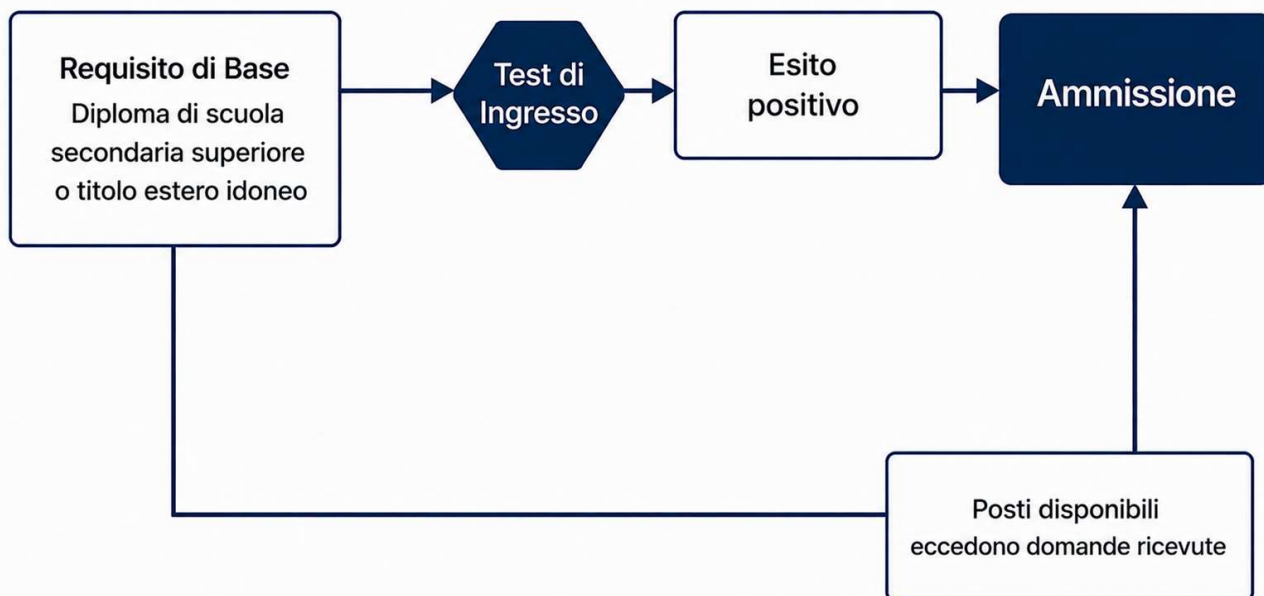 Requisito di Base
Diploma di scuola
secondaria superiore
o titolo estero idoneo
Test di
Ingresso
Esito
positivo
Ammissione
Posti disponibili
eccedono domande ricevute